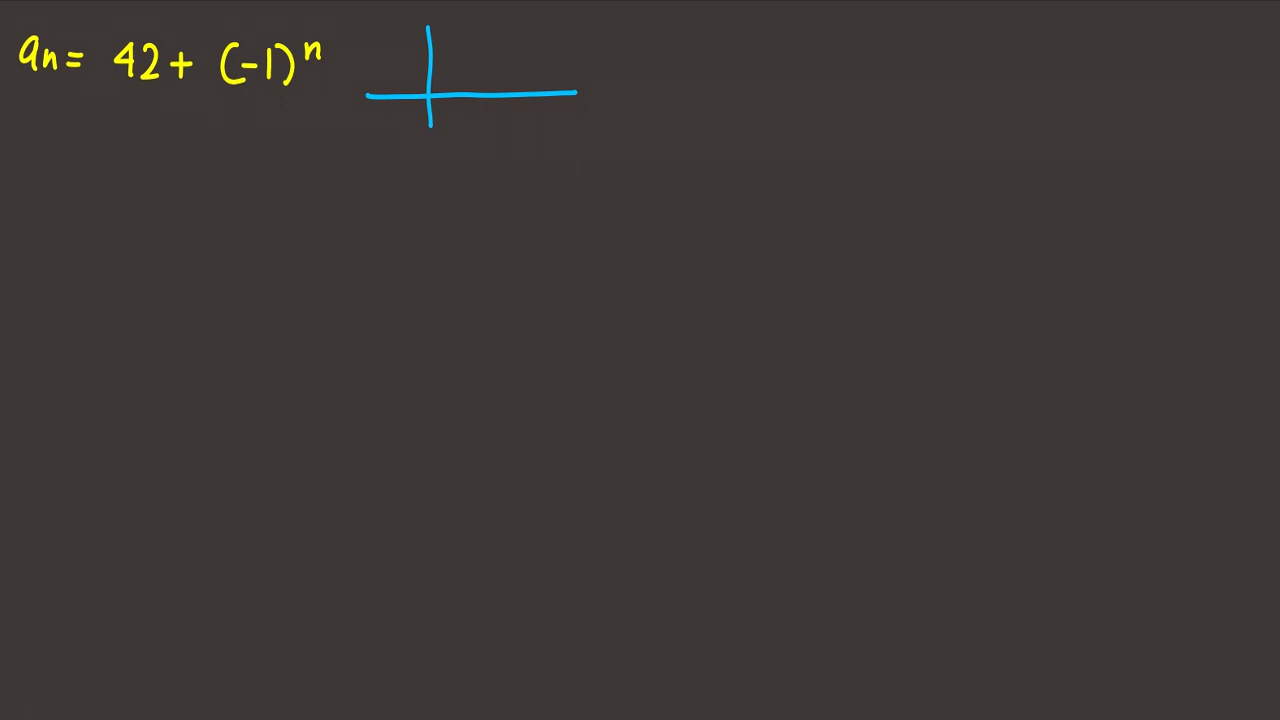 aₙ = 42 + (-1)ⁿ